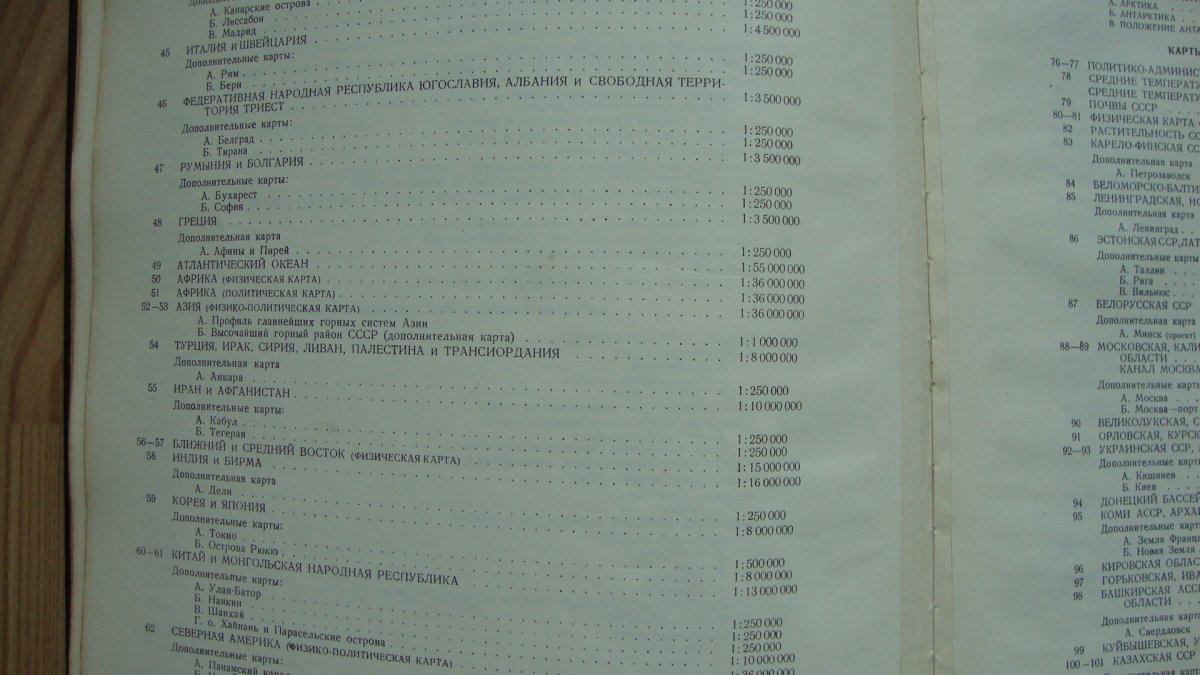 Дополнительные карты:
А. Канарские острова 1:250 000
Б. Лиссабон 1:250 000
В. Мадрид 1:4 500 000
45 ИТАЛИЯ и ШВЕЙЦАРИЯ
Дополнительные карты: 1:250 000
А. Рим 1:250 000
Б. Берн
46 ФЕДЕРАТИВНАЯ НАРОДНАЯ РЕСПУБЛИКА ЮГОСЛАВИЯ, АЛБАНИЯ и СВОБОДНАЯ ТЕРРИ-
ТОРИЯ ТРИЕСТ 1:3 500 000
Дополнительные карты:
А. Белград 1:250 000
Б. Тирана 1:250 000
47 РУМЫНИЯ и БОЛГАРИЯ 1:3 500 000
Дополнительные карты:
А. Бухарест 1:250 000
Б. София 1:250 000
48 ГРЕЦИЯ 1:3 500 000
Дополнительная карта
А. Афины и Пирей 1:250 000
49 АТЛАНТИЧЕСКИЙ ОКЕАН 1:55 000 000
50 АФРИКА (ФИЗИЧЕСКАЯ КАРТА) 1:36 000 000
51 АФРИКА (ПОЛИТИЧЕСКАЯ КАРТА) 1:36 000 000
52—53 АЗИЯ (ФИЗИКО-ПОЛИТИЧЕСКАЯ КАРТА) 1:36 000 000
А. Профиль главнейших горных систем Азии
Б. Высочайший горный район СССР (дополнительная карта) 1:1 000 000
54 ТУРЦИЯ, ИРАК, СИРИЯ, ЛИВАН, ПАЛЕСТИНА и ТРАНСИОРДАНИЯ 1:8 000 000
Дополнительная карта
А. Анкара 1:250 000
55 ИРАН и АФГАНИСТАН 1:10 000 000
Дополнительные карты:
А. Кабул 1:250 000
Б. Тегеран 1:250 000
56—57 БЛИЖНИЙ и СРЕДНИЙ ВОСТОК (ФИЗИЧЕСКАЯ КАРТА) 1:15 000 000
58 ИНДИЯ и БИРМА 1:16 000 000
Дополнительная карта
А. Дели 1:250 000
59 КОРЕЯ и ЯПОНИЯ 1:8 000 000
Дополнительные карты:
А. Токио 1:500 000
Б. Острова Рюкю 1:8 000 000
60—61 КИТАЙ и МОНГОЛЬСКАЯ НАРОДНАЯ РЕСПУБЛИКА 1:13 000 000
Дополнительные карты:
А. Улан-Батор 1:250 000
Б. Нанкин 1:250 000
В. Шанхай 1:250 000
Г. о. Хайнань и Парасельские острова 1:10 000 000
62 СЕВЕРНАЯ АМЕРИКА (ФИЗИКО-ПОЛИТИЧЕСКАЯ КАРТА) 1:36 000 000
Дополнительные карты:
А. Панамский канал
А. АРКТИКА
Б. АНТАРКТИКА
В. ПОЛОЖЕНИЕ АНТА
КАРТЫ
76—77 ПОЛИТИКО-АДМИНИС
78 СРЕДНИЕ ТЕМПЕРАТУ
СРЕДНИЕ ТЕМПЕРАТУ
79 ПОЧВЫ СССР
80—81 ФИЗИЧЕСКАЯ КАРТА
82 РАСТИТЕЛЬНОСТЬ СС
83 КАРЕЛО-ФИНСКАЯ СС
Дополнительная карта
А. Петрозаводск
84 БЕЛОМОРСКО-БАЛТИ
85 ЛЕНИНГРАДСКАЯ, НО
Дополнительная карта
А. Ленинград
86 ЭСТОНСКАЯ ССР, ЛАТ
Дополнительные карты
А. Таллин
Б. Рига
В. Вильнюс
87 БЕЛОРУССКАЯ ССР
Дополнительная карта
А. Минск (проект)
88—89 МОСКОВСКАЯ, КАЛИ
ОБЛАСТИ
КАНАЛ МОСКВА
Дополнительные карты
А. Москва
Б. Москва—порт
90 ВЕЛИКОЛУКСКАЯ, С
91 ОРЛОВСКАЯ, КУРСК
92—93 УКРАИНСКАЯ ССР,
Дополнительные карты
А. Кишинев
Б. Киев
94 ДОНЕЦКИЙ БАССЕЙ
95 КОМИ АССР, АРХАН
Дополнительные карт
А. Земля Франца
Б. Новая Земля
96 КИРОВСКАЯ ОБЛАС
97 ГОРЬКОВСКАЯ, ИВА
98 БАШКИРСКАЯ АСС
ОБЛАСТИ
Дополнительная карт
А. Свердловск
99 КУЙБЫШЕВСКАЯ, У
100—101 КАЗАХСКАЯ ССР
Дополнительная карт